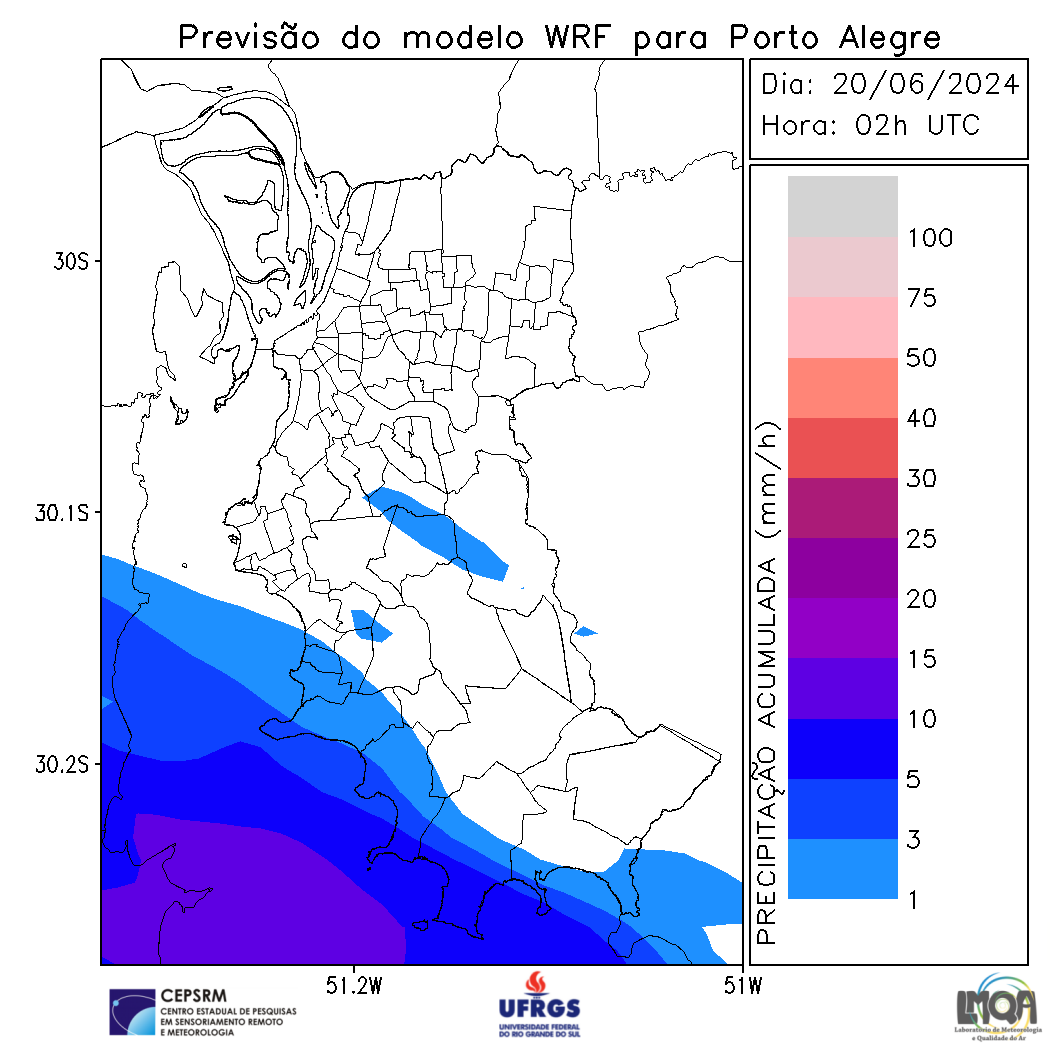 Previsão do modelo WRF para Porto Alegre
Dia: 20/06/2024
Hora: 02h UTC
30S
30.1S
30.2S
51.2W
51W
PRECIPITAÇÃO ACUMULADA (mm/h)
100
75
50
40
30
25
20
15
10
5
3
1
CEPSRM
CENTRO ESTADUAL DE PESQUISAS
EM SENSORIAMENTO REMOTO
E METEOROLOGIA
UFRGS
UNIVERSIDADE FEDERAL
DO RIO GRANDE DO SUL
LMQA
Laboratório de Meteorologia
e Qualidade do Ar